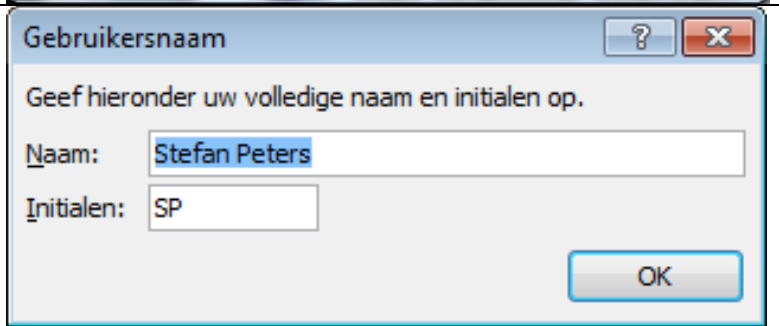 Gebruikersnaam
Geef hieronder uw volledige naam en initialen op.
Naam: Stefan Peters
Initialen: SP
OK